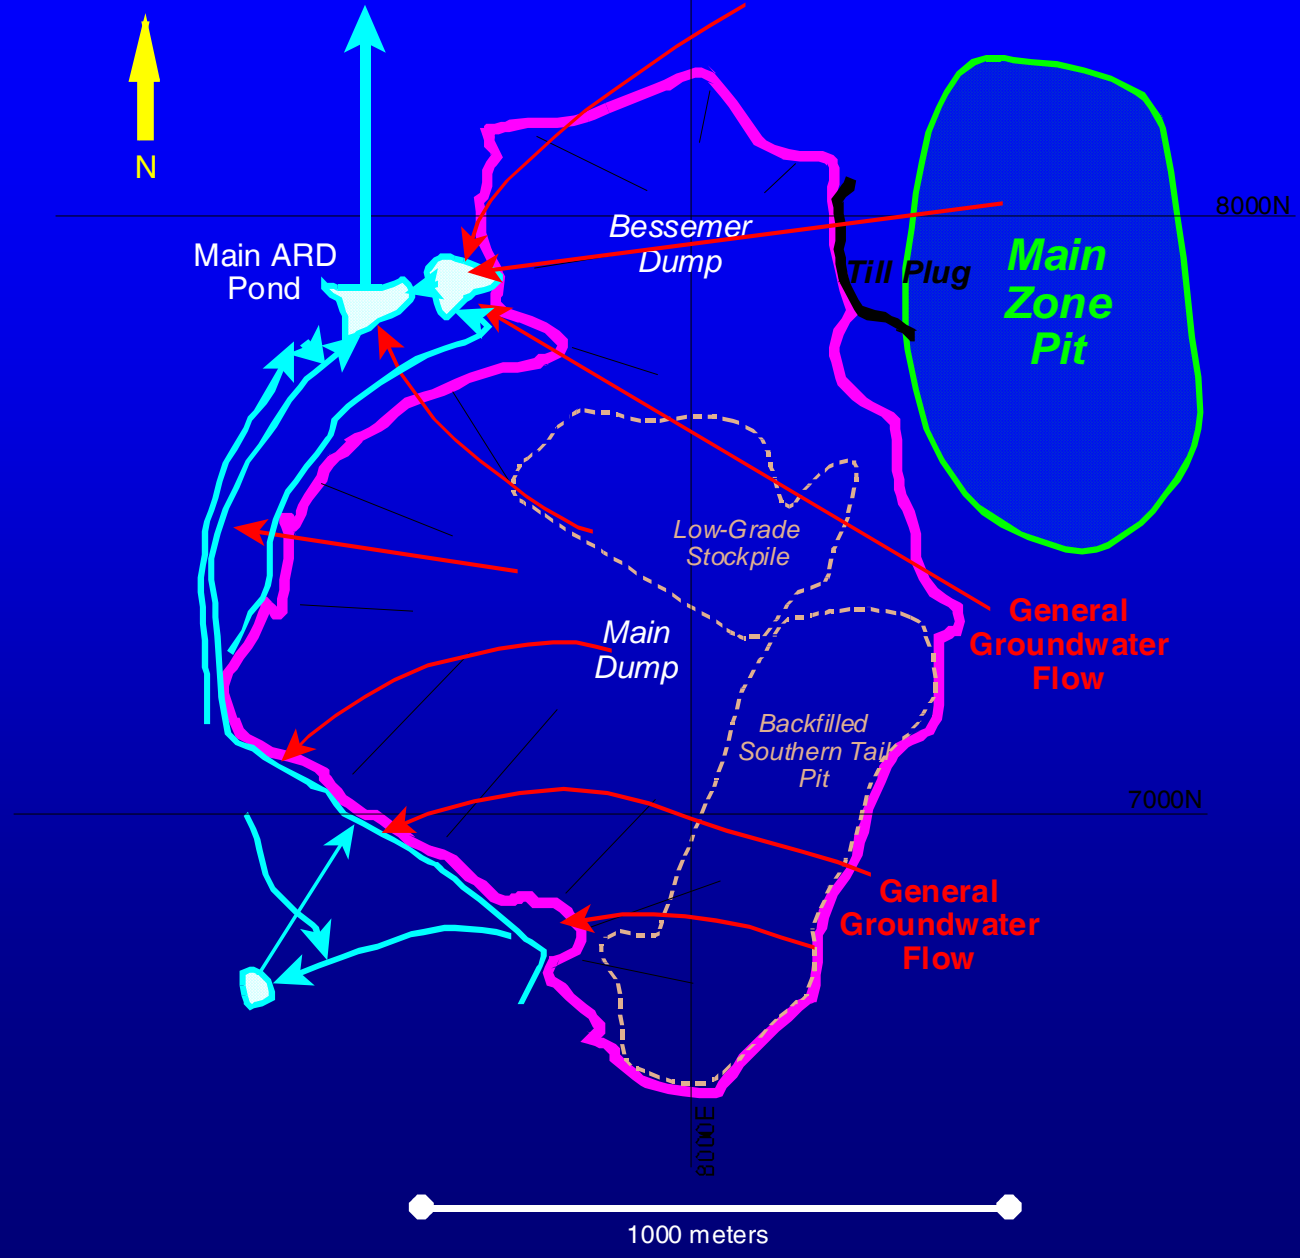 N
8000N
Bessemer
Dump
Main ARD
Pond
Till Plug
Main
Zone
Pit
Low-Grade
Stockpile
General
Groundwater
Flow
Main
Dump
Backfilled
Southern Tail
Pit
7000N
General
Groundwater
Flow
8000E
1000 meters